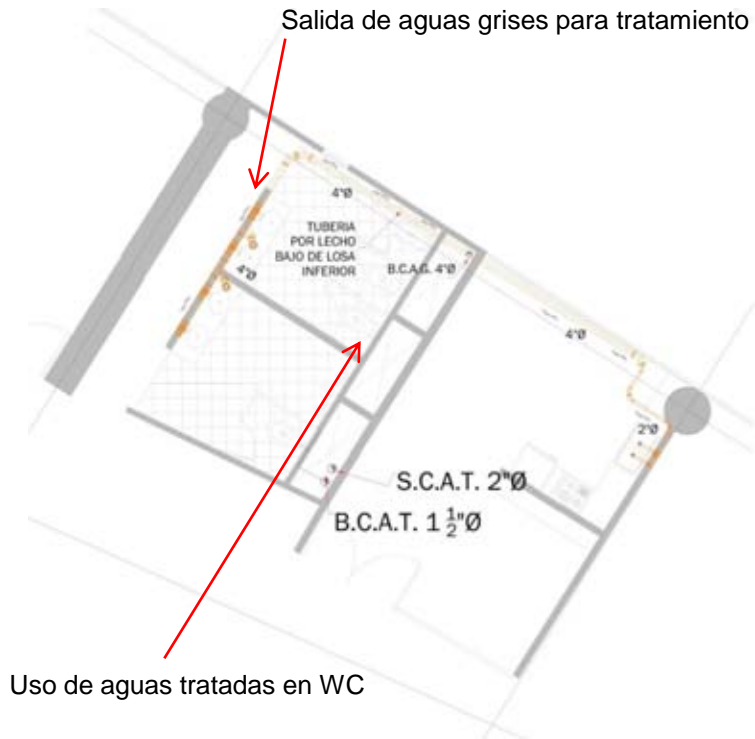 Salida de aguas grises para tratamiento
4"Ø
TUBERIA
POR LECHO
BAJO DE LOSA
INFERIOR
B.C.A.G. 4"Ø
4"Ø
4"Ø
2"Ø
S.C.A.T. 2"Ø
B.C.A.T. 1 1/2"Ø
Uso de aguas tratadas en WC